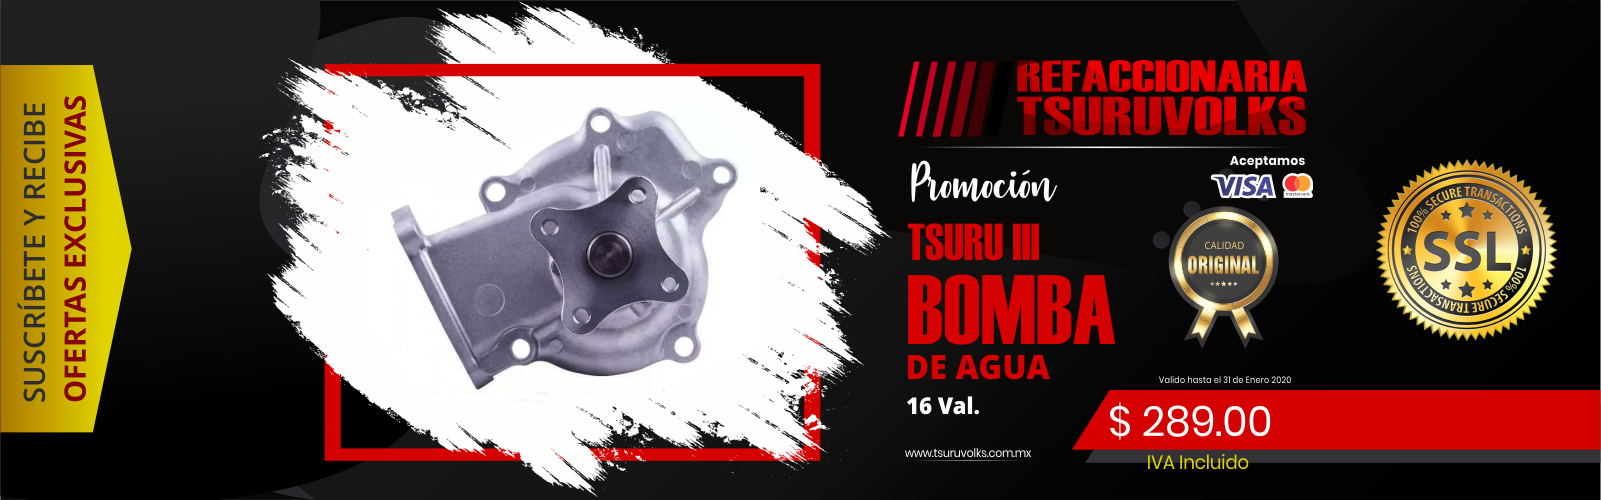 SUSCRÍBETE Y RECIBE
OFERTAS EXCLUSIVAS
REFACCIONARIA
TSURUVOLKS
Promoción
Aceptamos
VISA
mastercard
TSURU III
BOMBA
DE AGUA
16 Val.
www.tsuruvolks.com.mx
CALIDAD
ORIGINAL
100% SECURE TRANSACTIONS
SSL
100% SECURE TRANSACTIONS
Valido hasta el 31 de Enero 2020
$ 289.00
IVA Incluido